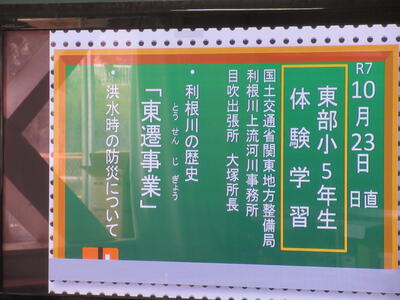 R7
10月23日
日直
東部小5年生
体験学習
国土交通省関東地方整備局
利根川上流河川事務所
目吹出張所 大塚所長
・利根川の歴史
とうせんじぎょう
「東遷事業」
・洪水時の防災について